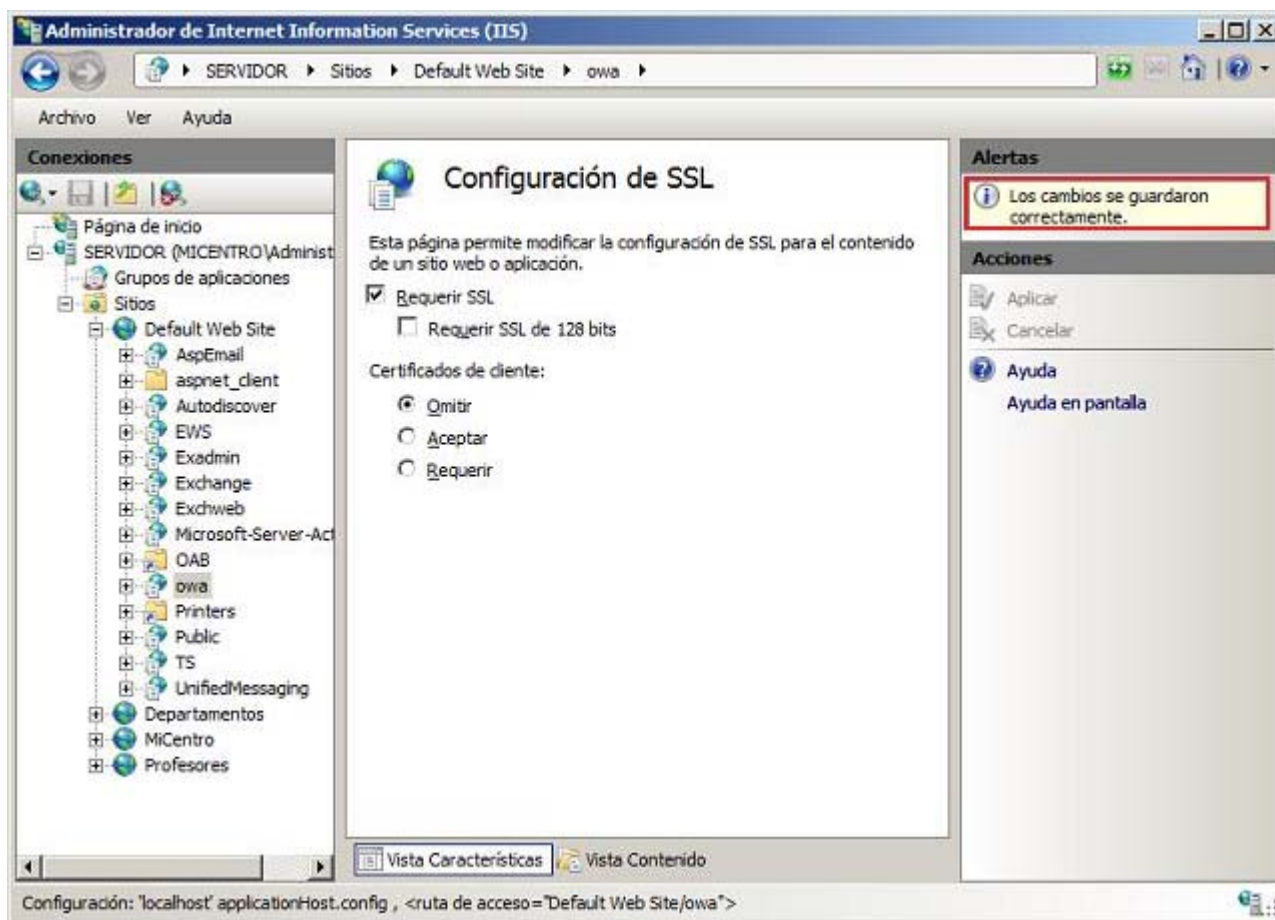 Administrador de Internet Information Services (IIS)
SERVIDOR Sitios Default Web Site owa
Archivo Ver Ayuda
Conexiones
Página de inicio
SERVIDOR (MICENTRO\Administ
Grupos de aplicaciones
Sitios
Default Web Site
AspEmail
aspnet_client
Autodiscover
EWS
Exadmin
Exchange
Exchweb
Microsoft-Server-Act
OAB
owa
Printers
Public
TS
UnifiedMessaging
Departamentos
MiCentro
Profesores
Configuración de SSL
Esta página permite modificar la configuración de SSL para el contenido
de un sitio web o aplicación.
Requerir SSL
Requerir SSL de 128 bits
Certificados de cliente:
Omitir
Aceptar
Requerir
Vista Características Vista Contenido
Alertas
Los cambios se guardaron
correctamente.
Acciones
Aplicar
Cancelar
Ayuda
Ayuda en pantalla
Configuración: 'localhost' applicationHost.config , <ruta de acceso="Default Web Site/owa">